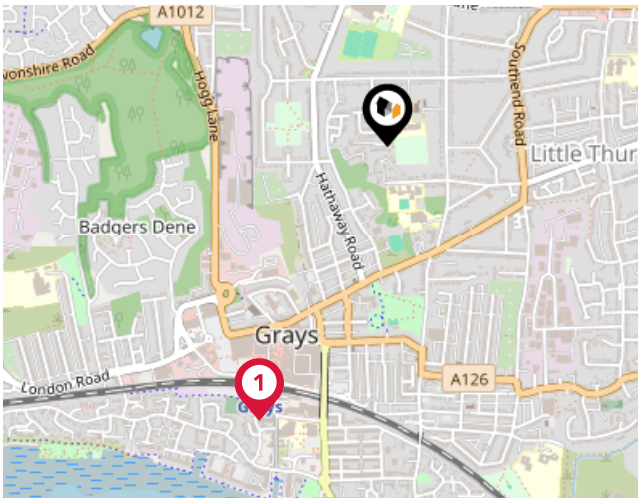 A1012
vonshire Road
Hogg Lane
Southend Road
Little Thur
Hathaway Road
Badgers Dene
Grays
London Road
A126
1
Grays